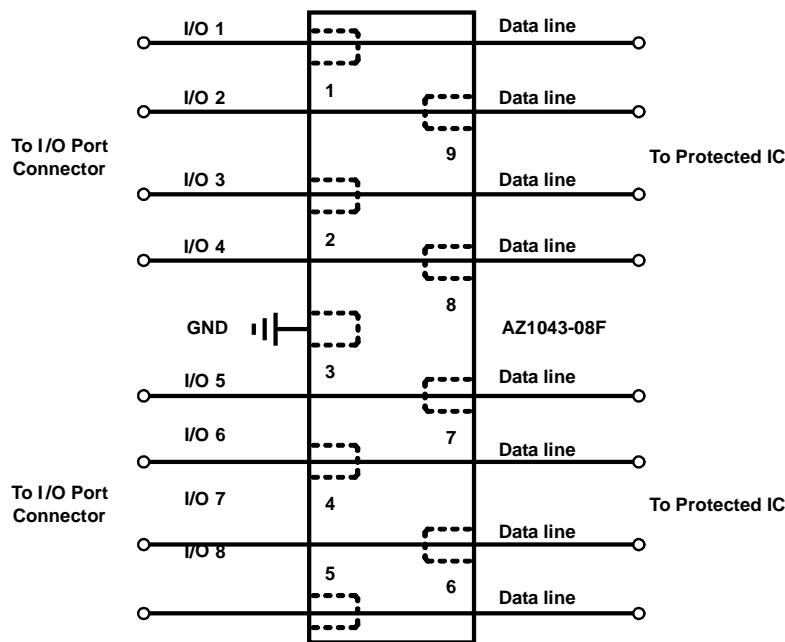 I/O 1
Data line
1
I/O 2
Data line
9
To I/O Port
Connector
To Protected IC
I/O 3
Data line
2
I/O 4
Data line
8
GND
AZ1043-08F
3
I/O 5
Data line
7
I/O 6
Data line
4
To I/O Port
Connector
I/O 7
To Protected IC
Data line
I/O 8
5
6
Data line